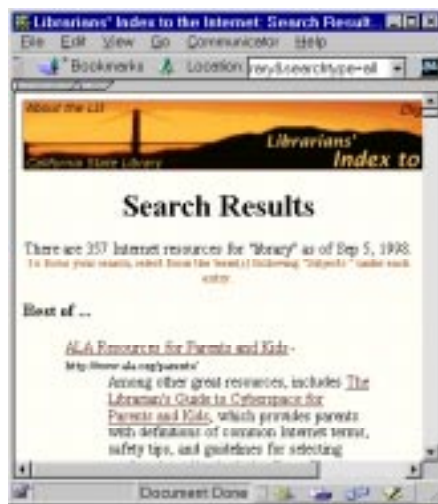 Librarians' Index to the Internet: Search Result...
File Edit View Go Communicator Help
Bookmarks Location: rary&searchtype=all
About the LII
California State Library
Librarians'
Index to
Search Results
There are 357 Internet resources for "library" as of Sep 5, 1998.
To focus your search, select from the term(s) following "Subjects:" under each
entry.
Best of ...
ALA Resources for Parents and Kids -
http://www.ala.org/parents/
Among other great resources, includes The
Librarian's Guide to Cyberspace for
Parents and Kids, which provides parents
with definitions of common Internet terms,
safety tips, and guidelines for selecting
Document Done